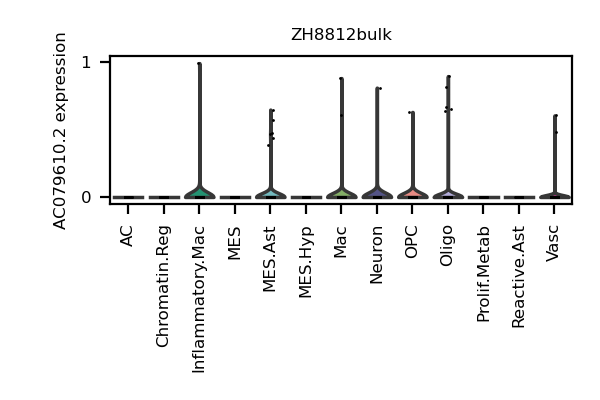 ZH8812bulk
AC079610.2 expression
1
0
AC
Chromatin.Reg
Inflammatory.Mac
MES
MES.Ast
MES.Hyp
Mac
Neuron
OPC
Oligo
Prolif.Metab
Reactive.Ast
Vasc